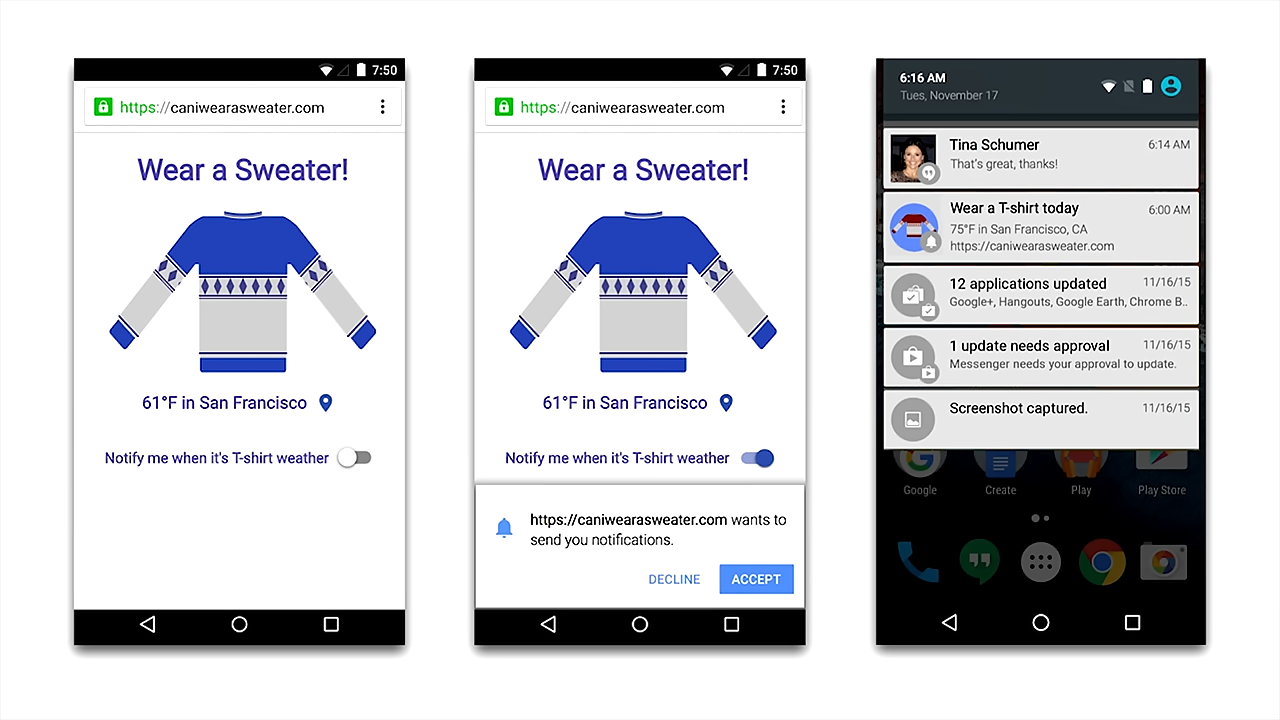 7:50
https://caniwearasweater.com
Wear a Sweater!
61°F in San Francisco
Notify me when it's T-shirt weather
7:50
https://caniwearasweater.com
Wear a Sweater!
61°F in San Francisco
Notify me when it's T-shirt weather
https://caniwearasweater.com wants to
send you notifications.
DECLINE
ACCEPT
6:16 AM
Tues, November 17
Tina Schumer
6:14 AM
That's great, thanks!
Wear a T-shirt today
6:00 AM
75°F in San Francisco, CA
https://caniwearasweater.com
12 applications updated
11/16/15
Google+, Hangouts, Google Earth, Chrome B..
1 update needs approval
11/16/15
Messenger needs your approval to update.
Screenshot captured.
11/16/15
Google
Create
Play
Play Store